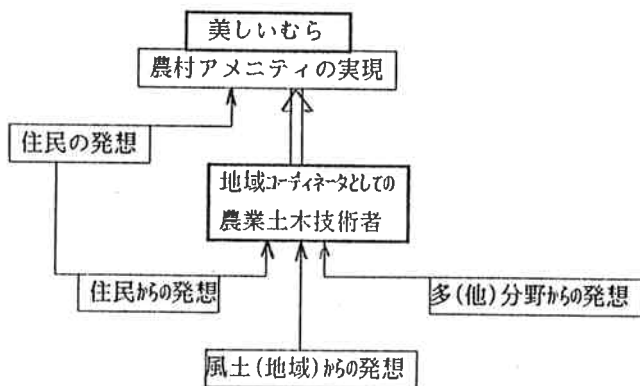 美しいむら
農村アメニティの実現
住民の発想
地域コーディネータとしての
農業土木技術者
住民からの発想
多(他)分野からの発想
風土(地域)からの発想